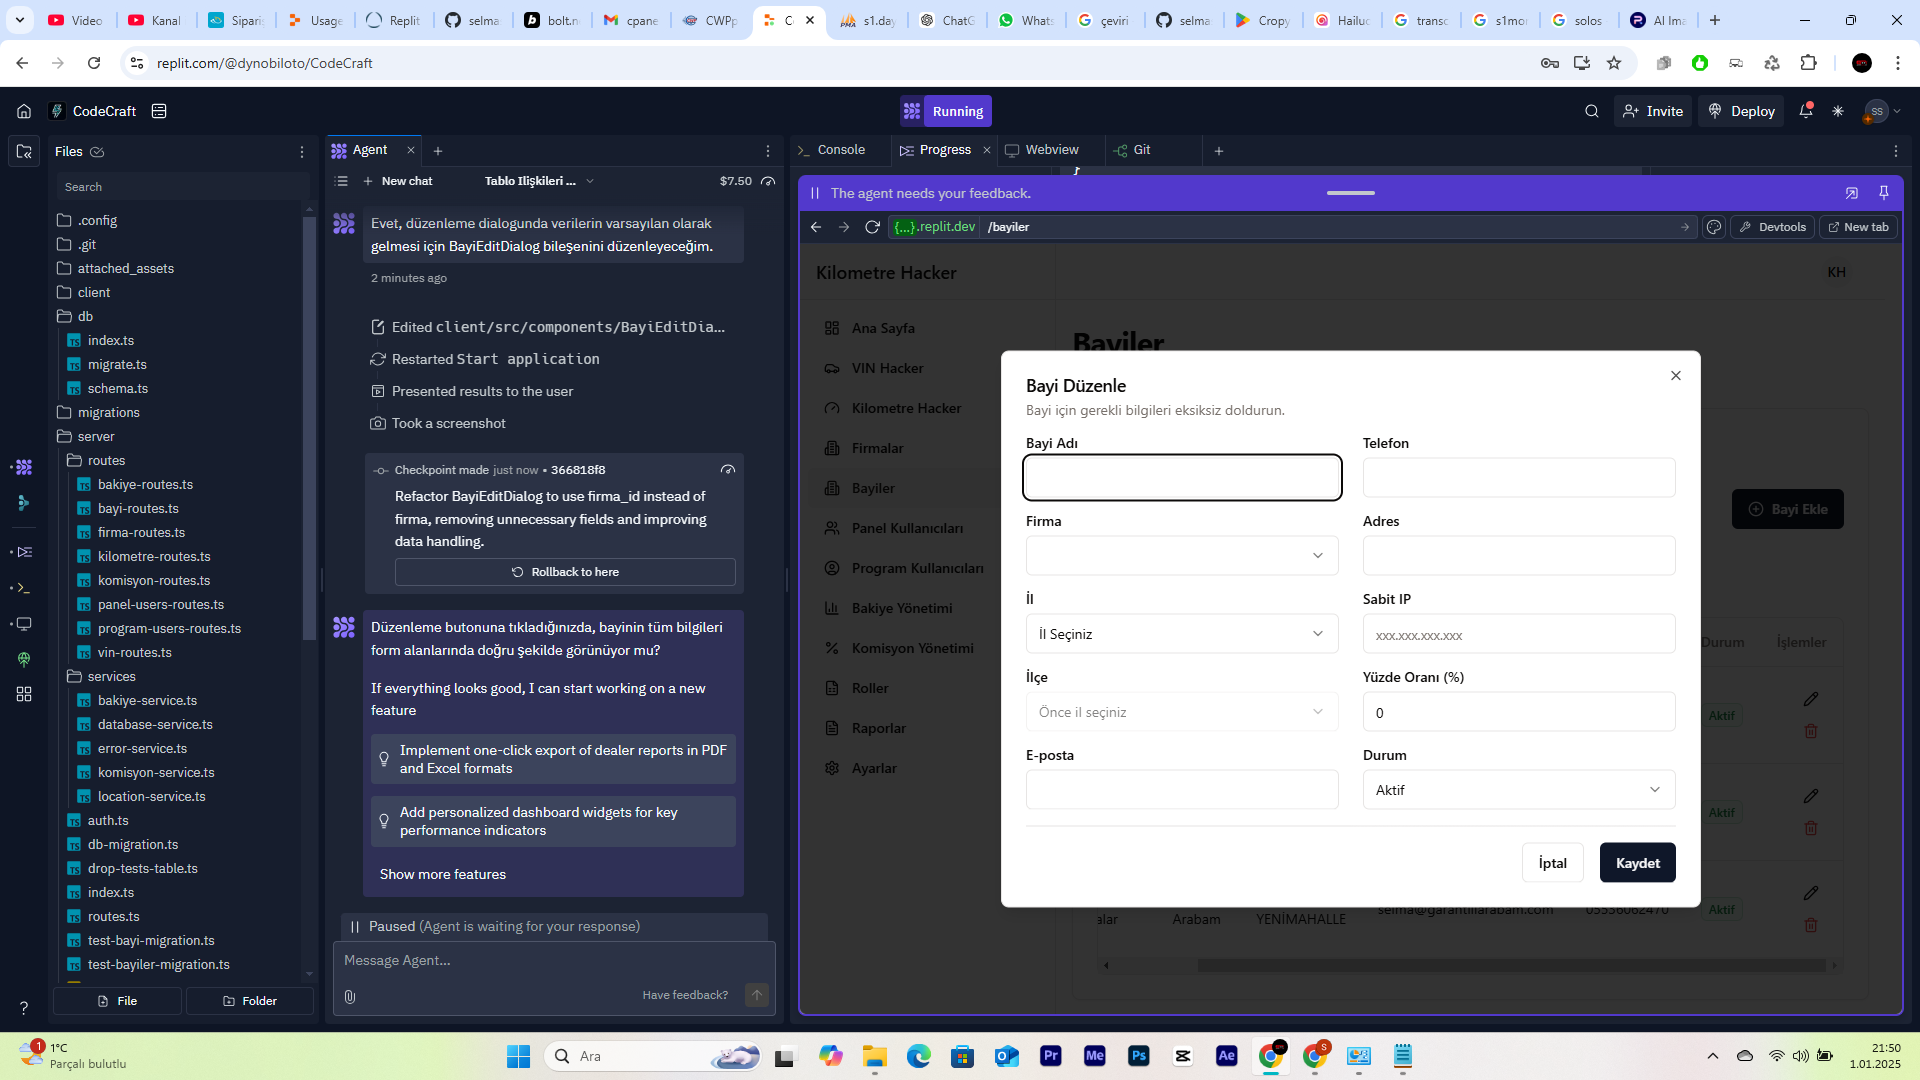 Video
Kanal
Siparis
Usage
Replit
selma
bolt.n
cpane
CWPp
C
s1.day
ChatG
Whats
çeviri
selma
Cropy
Hailuo
transc
s1mo
solos
AI Ima
replit.com/@dynobiloto/CodeCraft
CodeCraft
Running
Invite
Deploy
SS
Files
Search
.config
.git
attached_assets
client
db
index.ts
migrate.ts
schema.ts
migrations
server
routes
bakiye-routes.ts
bayi-routes.ts
firma-routes.ts
kilometre-routes.ts
komisyon-routes.ts
panel-users-routes.ts
program-users-routes.ts
vin-routes.ts
services
bakiye-service.ts
database-service.ts
error-service.ts
komisyon-service.ts
location-service.ts
auth.ts
db-migration.ts
drop-tests-table.ts
index.ts
routes.ts
test-bayi-migration.ts
test-bayiler-migration.ts
File
Folder
Agent
New chat
Tablo Ilişkileri ...
$7.50
Evet, düzenleme dialogunda verilerin varsayılan olarak
gelmesi için BayiEditDialog bileşenini düzenleyeceğim.
2 minutes ago
Edited client/src/components/BayiEditDia...
Restarted Start application
Presented results to the user
Took a screenshot
Checkpoint made just now • 366818f8
Refactor BayiEditDialog to use firma_id instead of
firma, removing unnecessary fields and improving
data handling.
Rollback to here
Düzenleme butonuna tıkladığınızda, bayinin tüm bilgileri
form alanlarında doğru şekilde görünüyor mu?
If everything looks good, I can start working on a new
feature
Implement one-click export of dealer reports in PDF
and Excel formats
Add personalized dashboard widgets for key
performance indicators
Show more features
Paused (Agent is waiting for your response)
Message Agent...
Have feedback?
Console
Progress
Webview
Git
}
The agent needs your feedback.
{...}.replit.dev
/bayiler
Devtools
New tab
Kilometre Hacker
KH
Ana Sayfa
VIN Hacker
Kilometre Hacker
Firmalar
Bayiler
Panel Kullanıcıları
Program Kullanıcıları
Bakiye Yönetimi
Komisyon Yönetimi
Roller
Raporlar
Ayarlar
Bayiler
Bayi Ekle
Durum
İşlemler
Aktif
Aktif
Aktif
alar
Arabam
YENİMAHALLE
selma@garantiliarabam.com
05536062470
Bayi Düzenle
Bayi için gerekli bilgileri eksiksiz doldurun.
Bayi Adı
Telefon
Firma
Adres
İl
Sabit IP
İl Seçiniz
xxx.xxx.xxx.xxx
İlçe
Yüzde Oranı (%)
Önce il seçiniz
0
E-posta
Durum
Aktif
İptal
Kaydet
1
1°C
Parçalı bulutlu
Ara
Pr
Me
Ps
Ae
S
21:50
1.01.2025